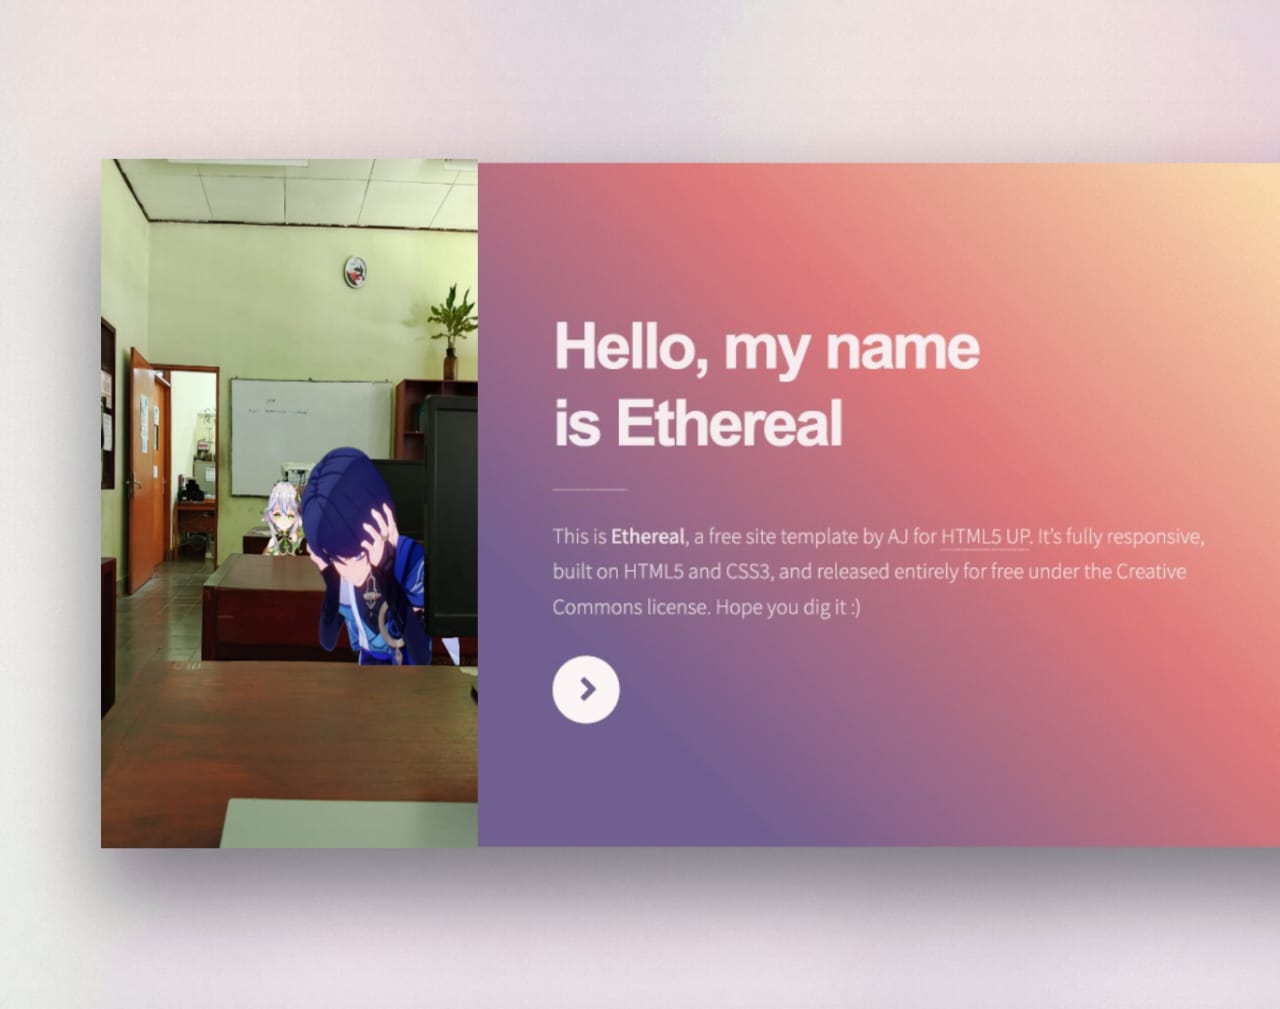 Hello, my name
is Ethereal
This is Ethereal, a free site template by AJ for HTML5 UP. It’s fully responsive,
built on HTML5 and CSS3, and released entirely for free under the Creative
Commons license. Hope you dig it :)